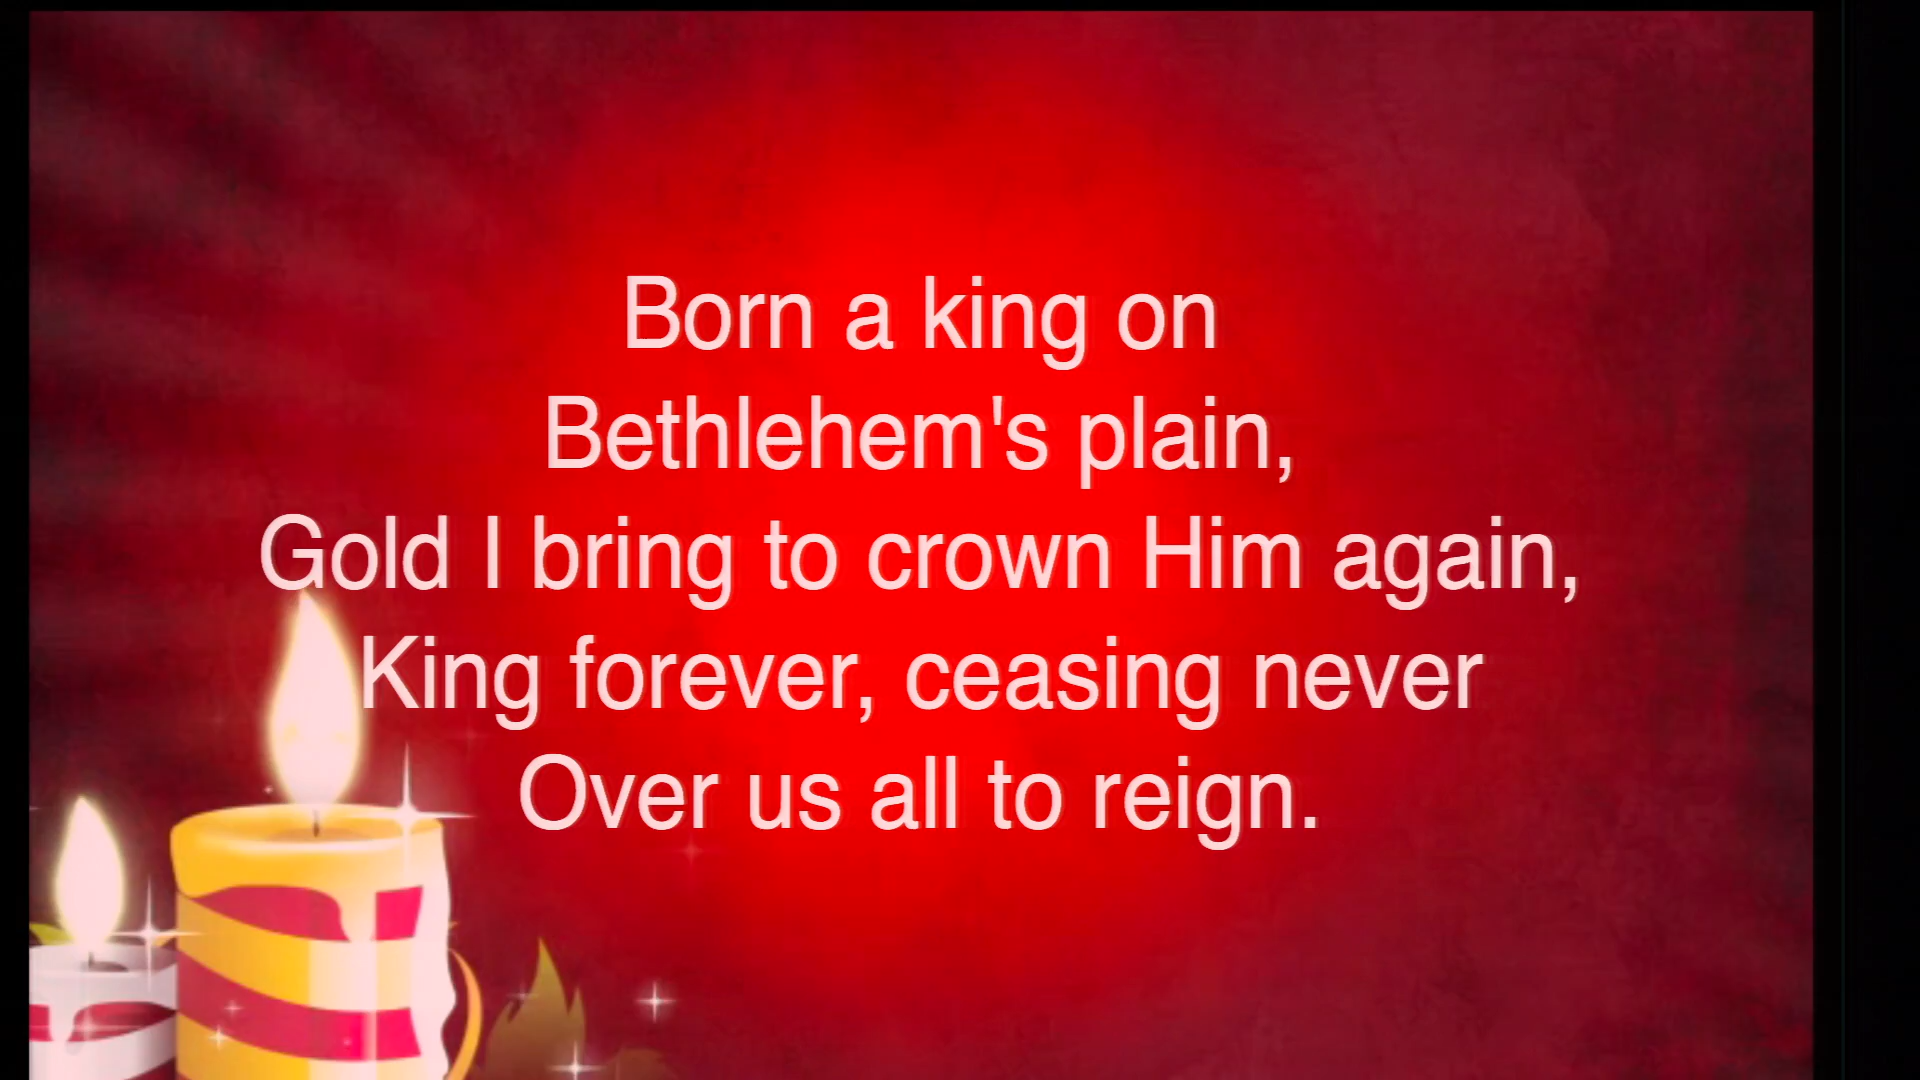 Born a king on
Bethlehem's plain,
Gold I bring to crown Him again,
King forever, ceasing never
Over us all to reign.